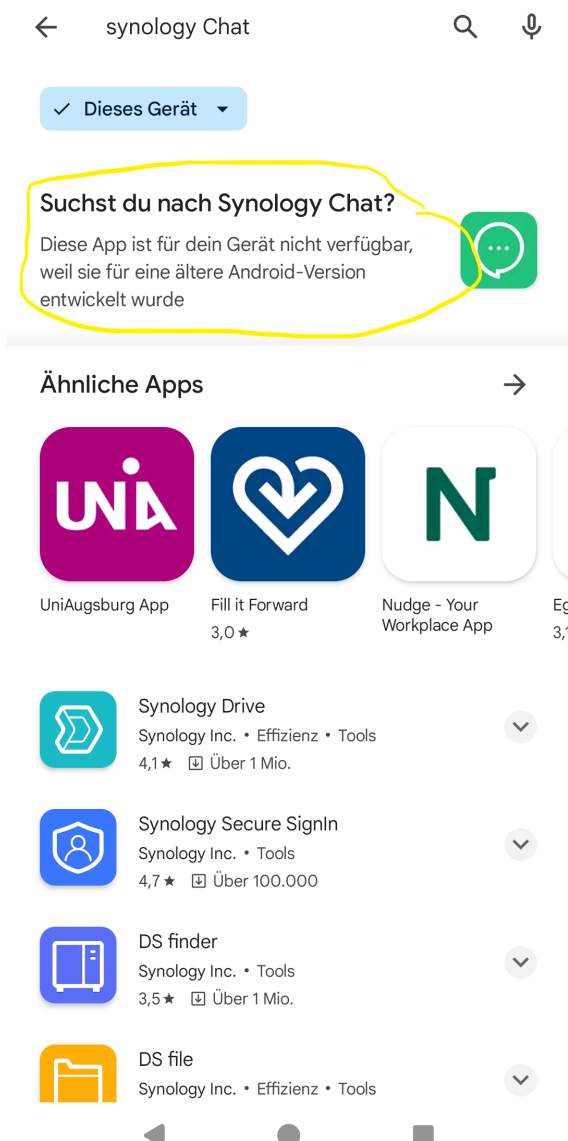 synology Chat
Dieses Gerät
Suchst du nach Synology Chat?
Diese App ist für dein Gerät nicht verfügbar,
weil sie für eine ältere Android-Version
entwickelt wurde
Ähnliche Apps
UNIA
N
UniAugsburg App
Fill it Forward
3,0★
Nudge - Your
Workplace App
Eg
3,1
Synology Drive
Synology Inc. • Effizienz • Tools
4,1★ Über 1 Mio.
Synology Secure SignIn
Synology Inc. • Tools
4,7★ Über 100.000
DS finder
Synology Inc. • Tools
3,5★ Über 1 Mio.
DS file
Synology Inc. • Effizienz • Tools